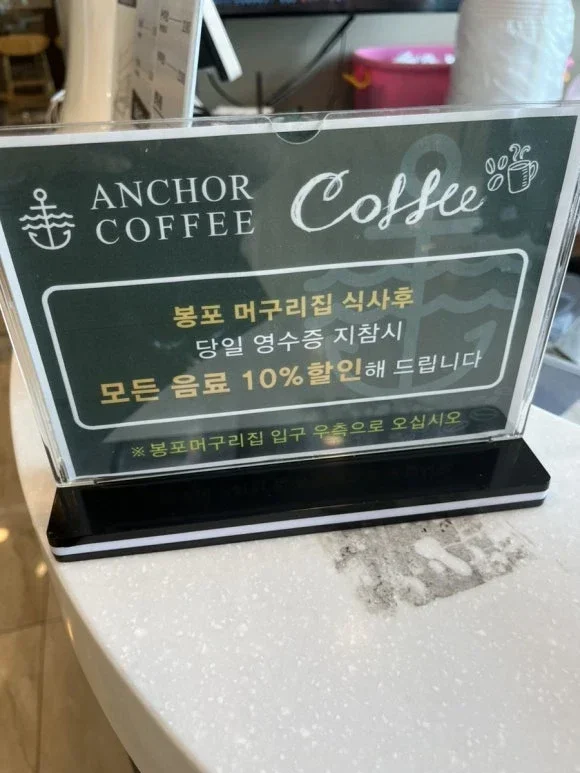 ANCHOR
COFFEE
Coffee
봉포 머구리집 식사후
당일 영수증 지참시
모든 음료 10%할인해 드립니다
※봉포머구리집 입구 우측으로 오십시오